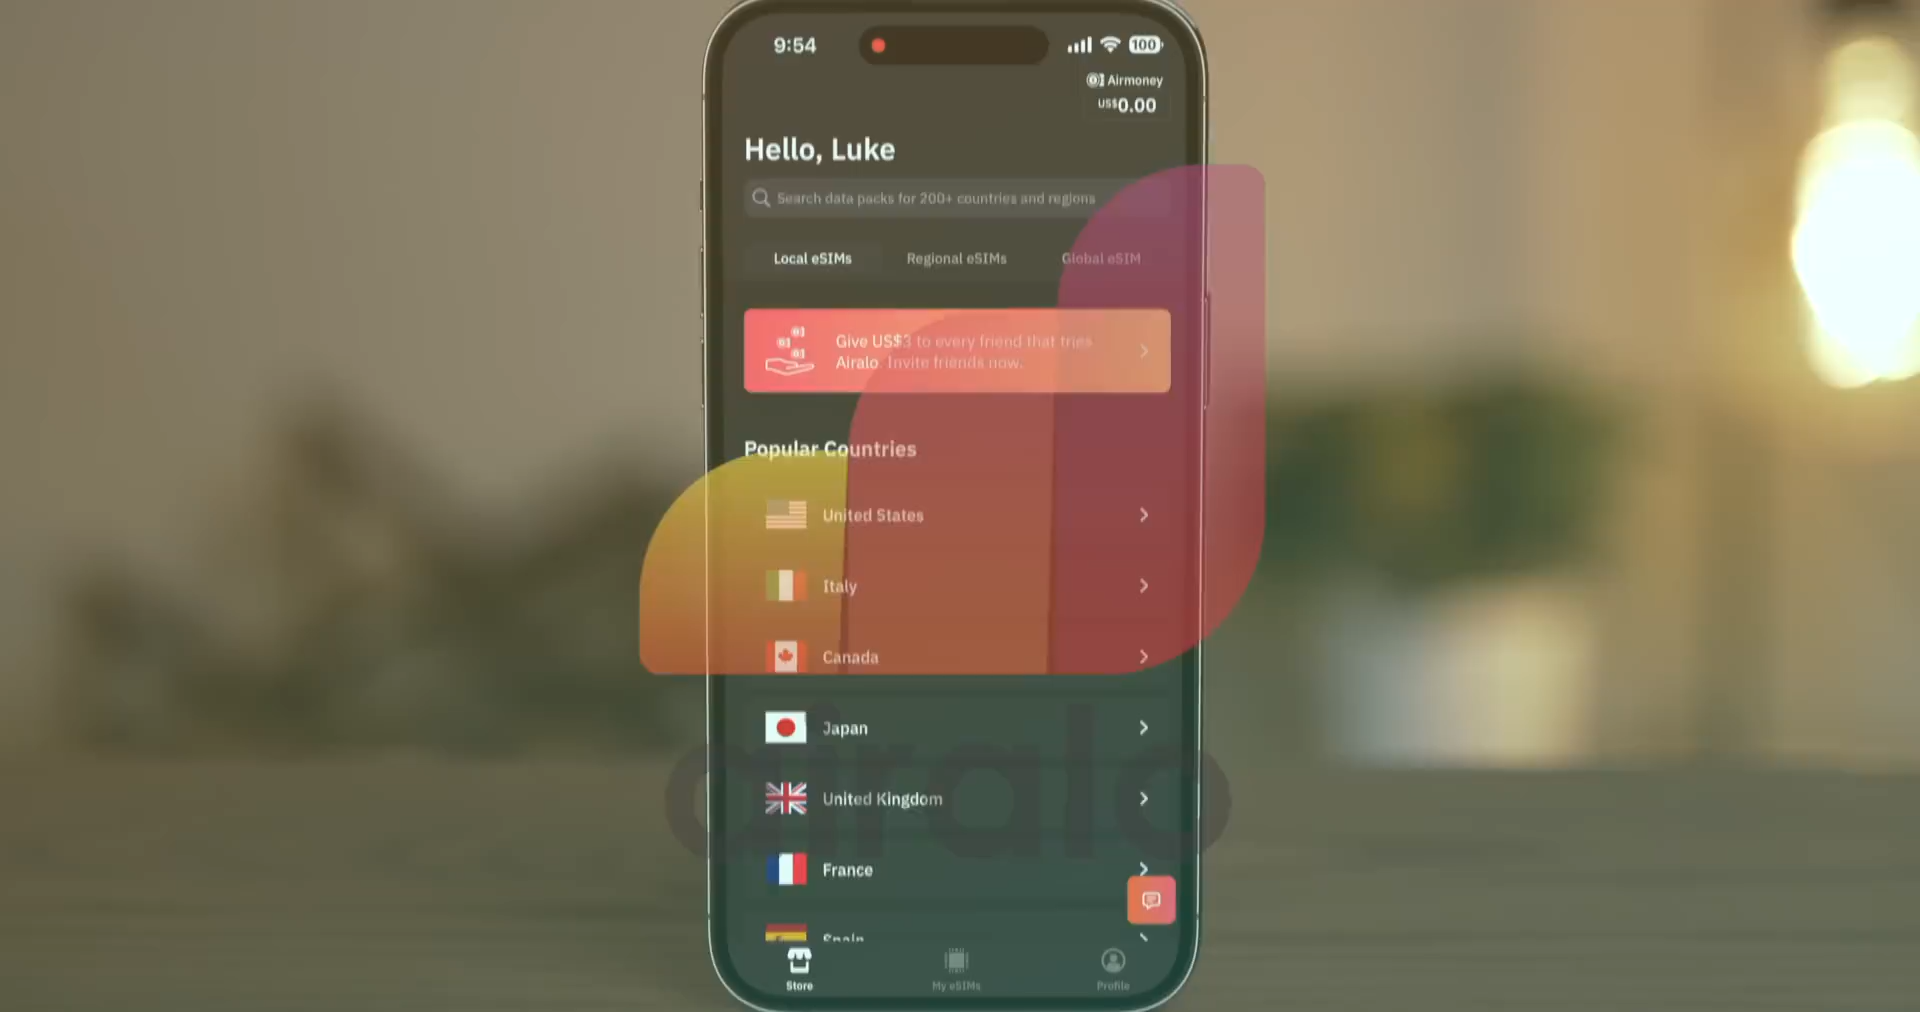 9:54
100
Airmoney
US$0.00
Hello, Luke
Search data packs for 200+ countries and regions
Local eSIMs
Regional eSIMs
Global eSIM
Give US$3 to every friend that tries
Airalo. Invite friends now.
Popular Countries
United States
Italy
Canada
Japan
airalo
United Kingdom
France
Spain
Store
My eSIMs
Profile